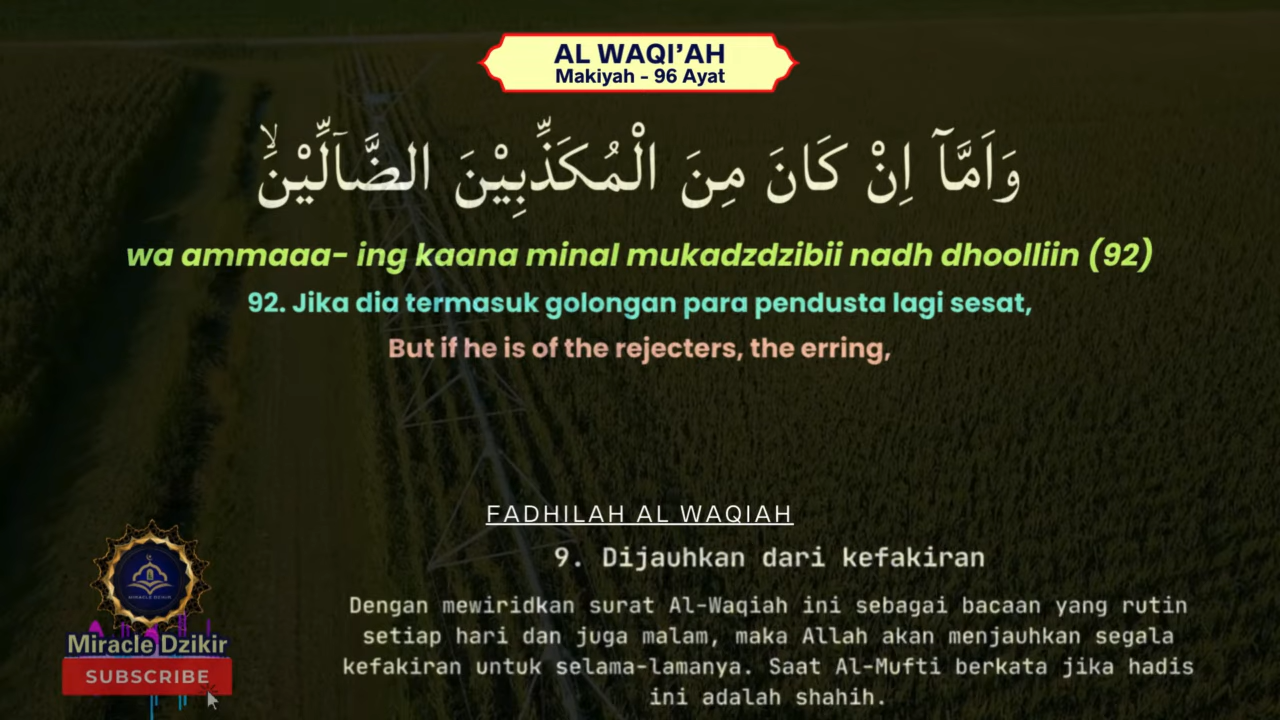 AL WAQI’AH
Makiyah - 96 Ayat
وَاَمَّآ اِنْ كَانَ مِنَ الْمُكَذِّبِيْنَ الضَّاۤلِّيْنَۙ
wa ammaaa- ing kaana minal mukadzdzibii nadh dhoolliin (92)
92. Jika dia termasuk golongan para pendusta lagi sesat,
But if he is of the rejecters, the erring,
FADHILAH AL WAQIAH
9. Dijauhkan dari kefakiran
Dengan mewiridkan surat Al-Waqiah ini sebagai bacaan yang rutin
setiap hari dan juga malam, maka Allah akan menjauhkan segala
kefakiran untuk selama-lamanya. Saat Al-Mufti berkata jika hadis
ini adalah shahih.
MIRACLE DZIKIR
Miracle Dzikir
SUBSCRIBE